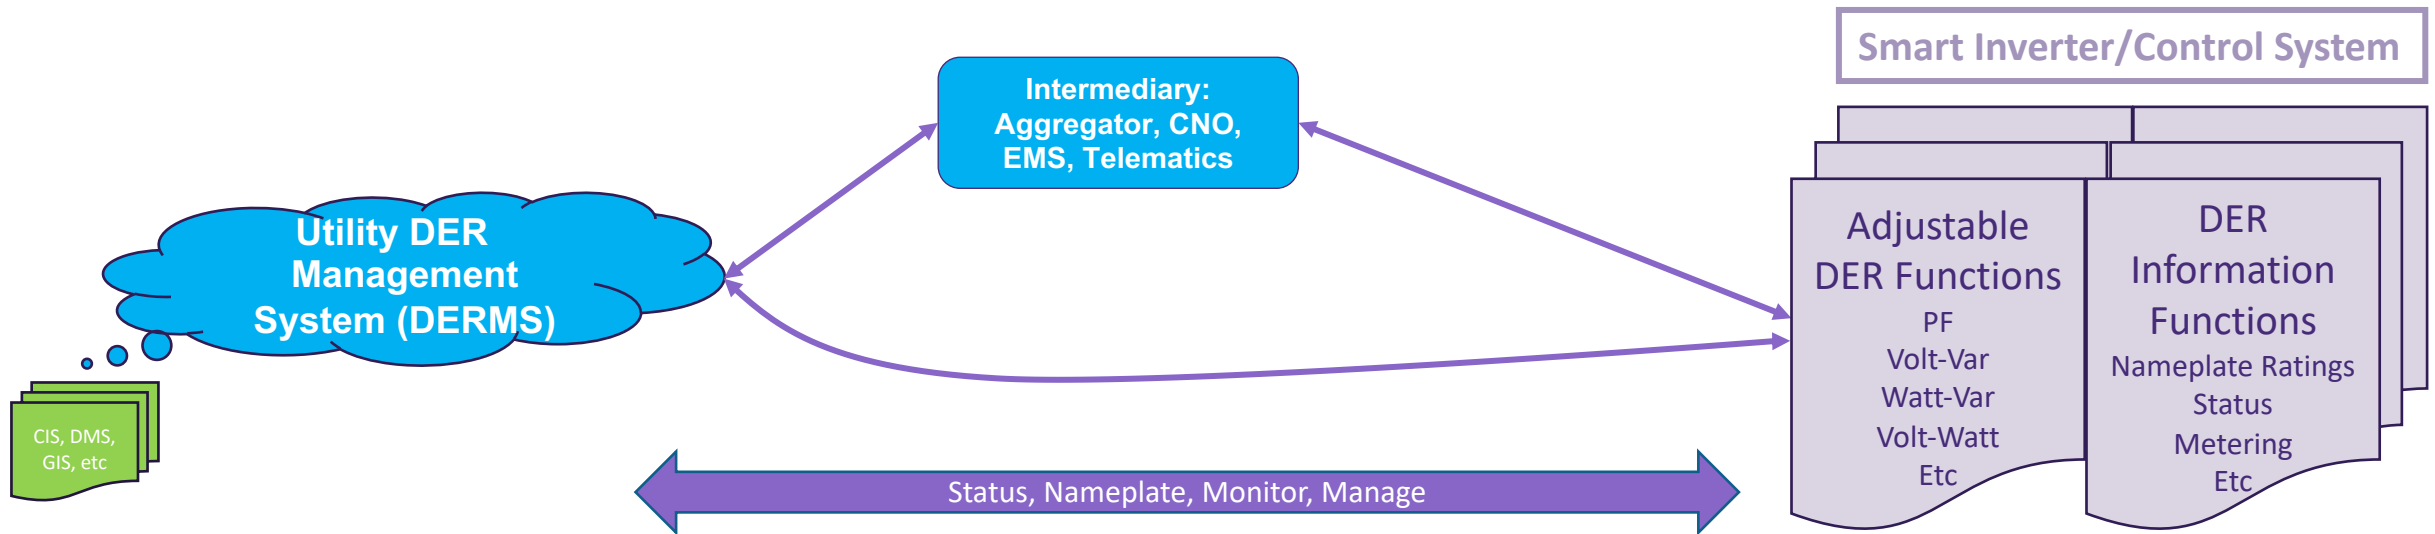 Smart Inverter/Control System
Intermediary:
Aggregator, CNO,
EMS, Telematics
Utility DER
Management
System (DERMS)
CIS, DMS,
GIS, etc
Status, Nameplate, Monitor, Manage
Adjustable
DER Functions
PF
Volt-Var
Watt-Var
Volt-Watt
Etc
DER
Information
Functions
Nameplate Ratings
Status
Metering
Etc